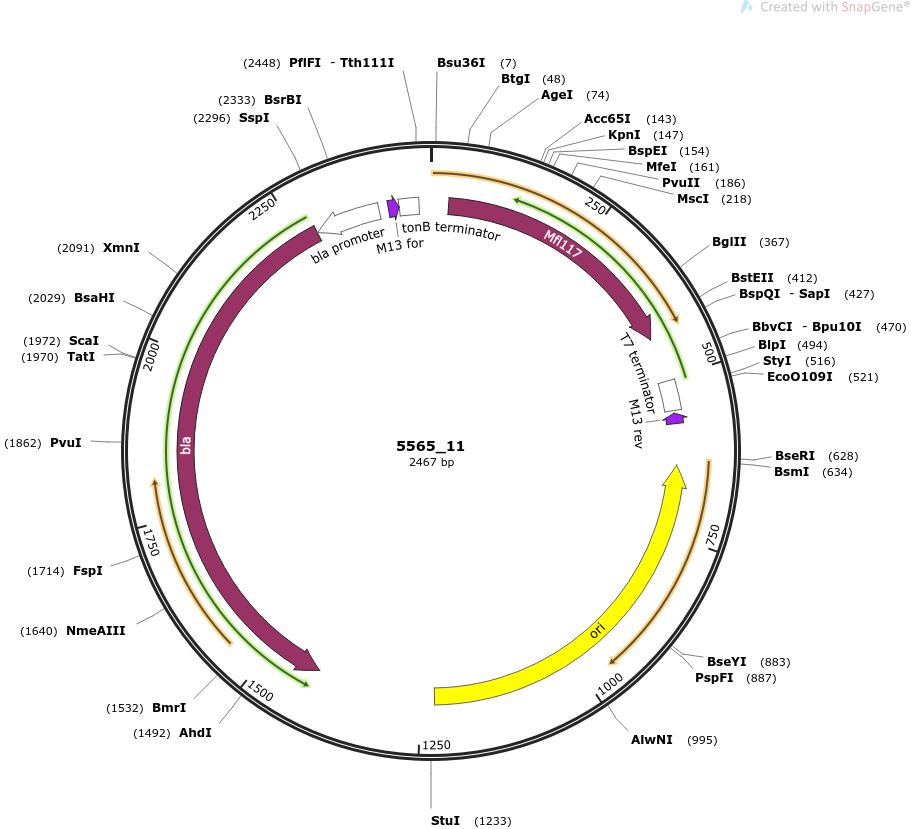 Created with SnapGene®
(2448) PflFI - Tth111I
Bsu36I (7)
BtgI (48)
AgeI (74)
(2333) BsrBI
(2296) SspI
Acc65I (143)
KpnI (147)
BspEI (154)
MfeI (161)
PvuII (186)
MscI (218)
2250
250
bla promoter
M13 for
tonB terminator
Mfl117
(2091) XmnI
BglII (367)
BstEII (412)
BspQI - SapI (427)
(2029) BsaHI
BbvCI - Bpu10I (470)
(1972) ScaI
BlpI (494)
(1970) TatI
StyI (516)
EcoO109I (521)
2000
500
T7 terminator
M13 rev
(1862) PvuI
bla
5565_11
2467 bp
BseRI (628)
BsmI (634)
1750
750
(1714) FspI
(1640) NmeAIII
ori
BseYI (883)
PspFI (887)
1500
1000
(1532) BmrI
(1492) AhdI
AlwNI (995)
1250
StuI (1233)